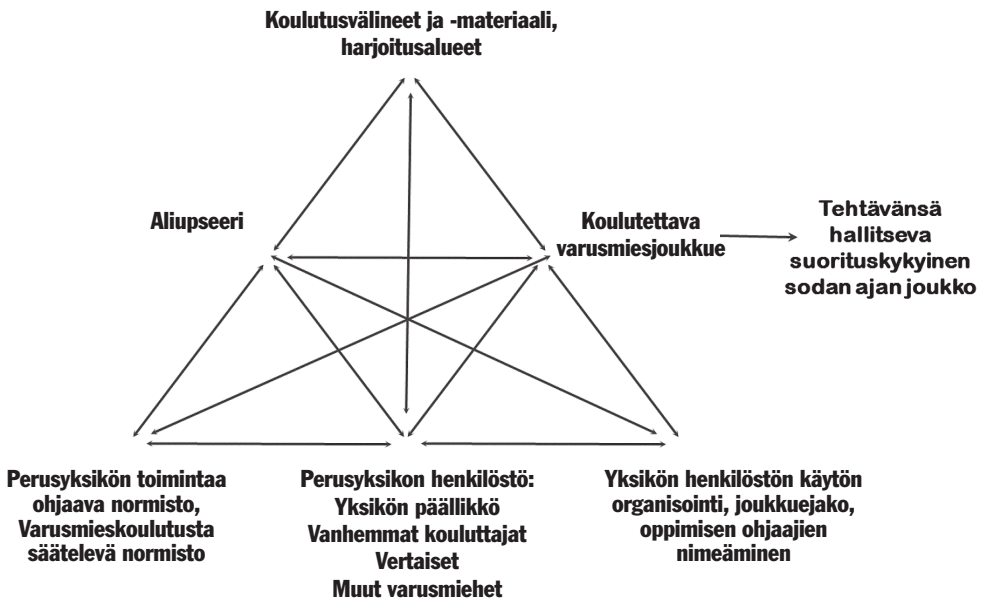 Koulutusvälineet ja -materiaali,
harjoitusalueet
Aliupseeri
Koulutettava
varusmiesjoukkue
Tehtävänsä
hallitseva
suorituskykyinen
sodan ajan joukko
Perusyksikön toimintaa
ohjaava normisto,
Varusmieskoulutusta
säätelevä normisto
Perusyksikon henkilöstö:
Yksikön päällikkö
Vanhemmat kouluttajat
Vertaiset
Muut varusmiehet
Yksikön henkilöstön käytön
organisointi, joukkuejako,
oppimisen ohjaajien
nimeäminen